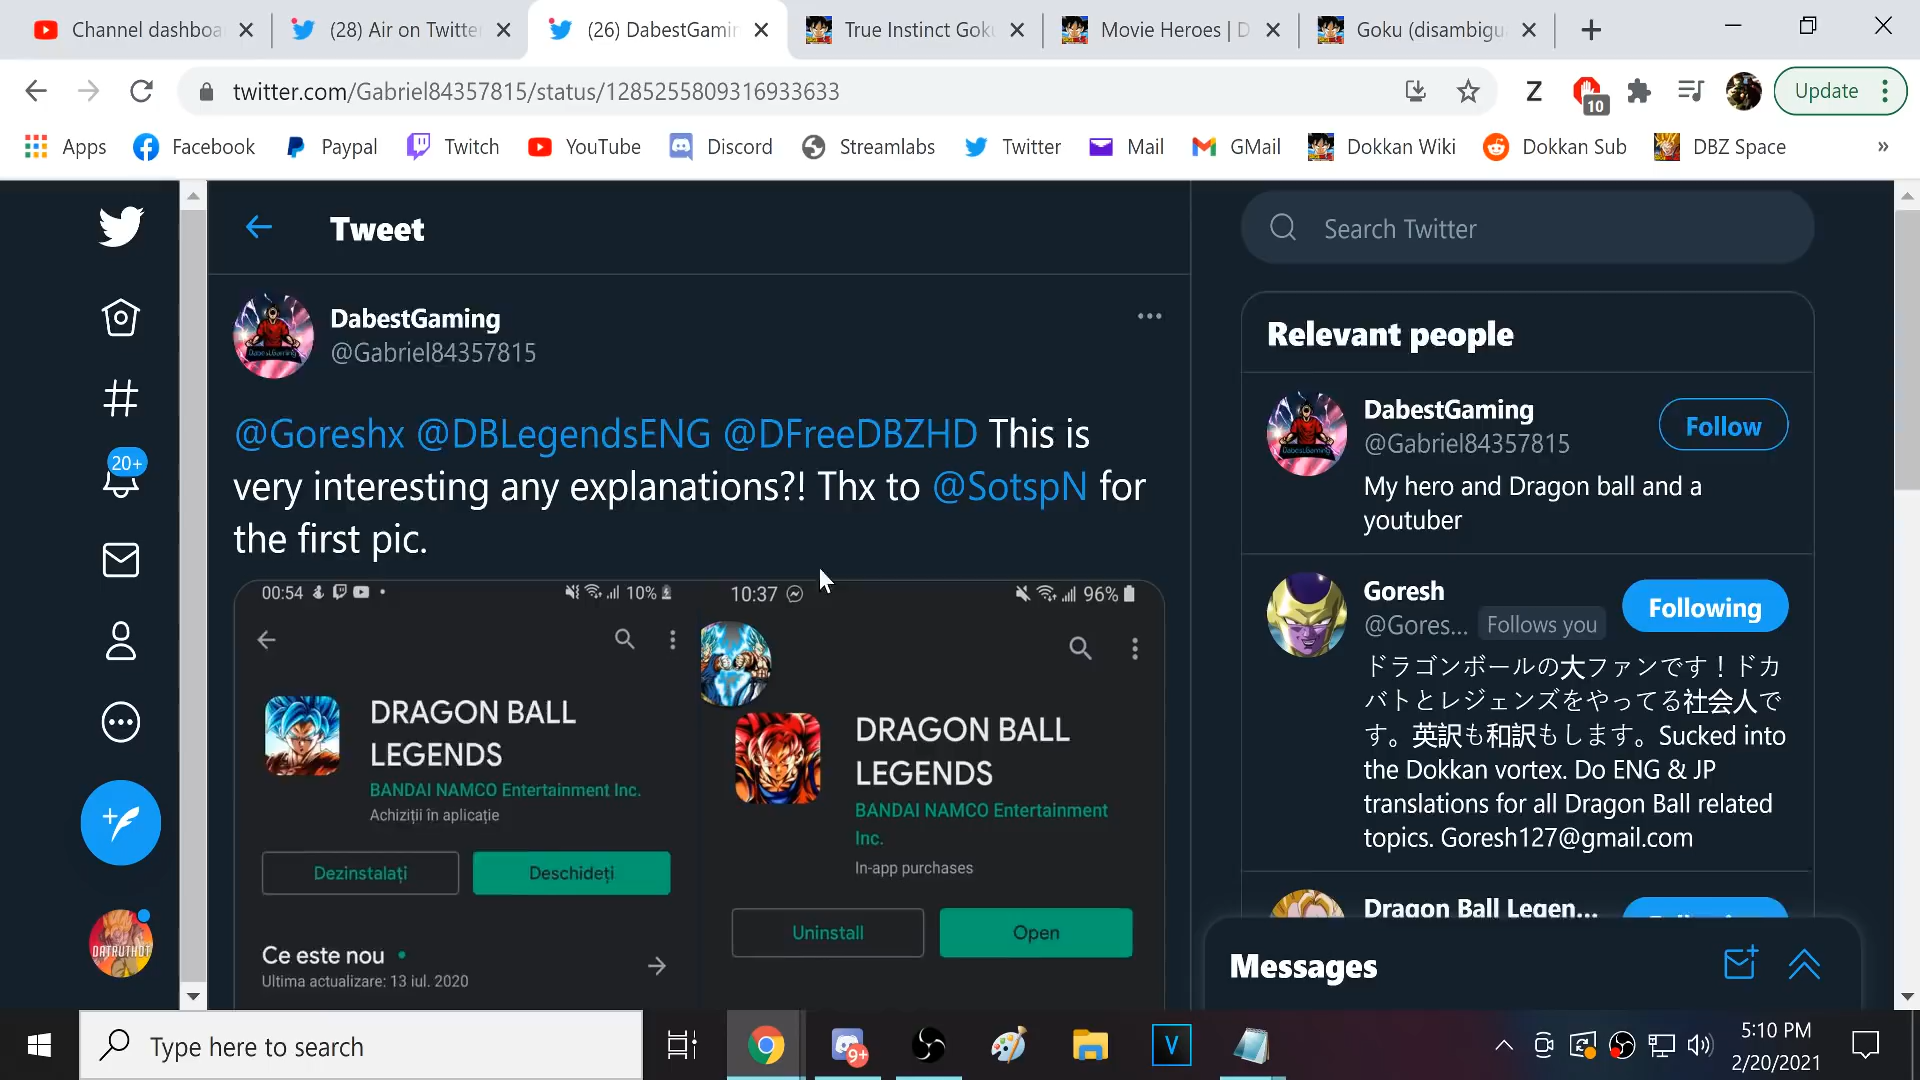 Channel dashboa
(28) Air on Twitte
(26) DabestGamin
True Instinct Gok
Movie Heroes | D
Goku (disambigu
twitter.com/Gabriel84357815/status/1285255809316933633
Z
10
Update
Apps
Facebook
Paypal
Twitch
YouTube
Discord
Streamlabs
Twitter
Mail
GMail
Dokkan Wiki
Dokkan Sub
DBZ Space
»
Tweet
Search Twitter
20+
DabestGaming
@Gabriel84357815
@Goreshx @DBLegendsENG @DFreeDBZHD This is
very interesting any explanations?! Thx to @SotspN for
the first pic.
00:54
10%
DRAGON BALL
LEGENDS
BANDAI NAMCO Entertainment Inc.
Achiziții în aplicație
Dezinstalați
Deschideți
Ce este nou
Ultima actualizare: 13 iul. 2020
10:37
96%
DRAGON BALL
LEGENDS
BANDAI NAMCO Entertainment
Inc.
In-app purchases
Uninstall
Open
Relevant people
DabestGaming
@Gabriel84357815
Follow
My hero and Dragon ball and a
youtuber
Goresh
@Gores... Follows you
Following
ドラゴンボールの大ファンです！ドカ
バトとレジェンズをやってる社会人で
す。英訳も和訳もします。Sucked into
the Dokkan vortex. Do ENG & JP
translations for all Dragon Ball related
topics. Goresh127@gmail.com
Dragon Ball Legen...
Messages
DATRUTHDT
Type here to search
9+
V
5:10 PM
2/20/2021